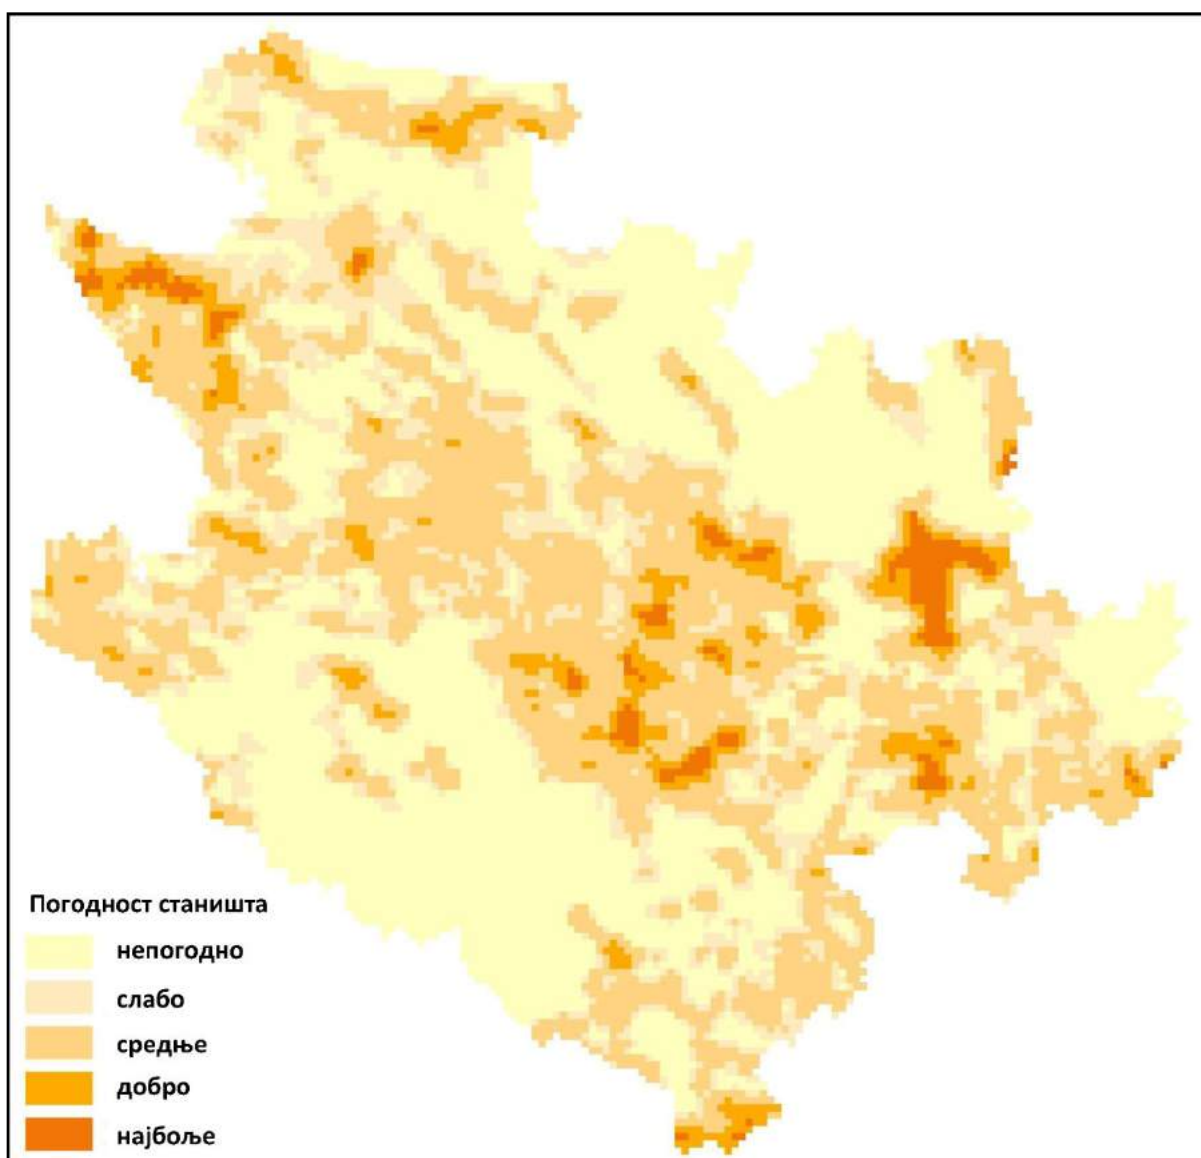 Погодност станишта
непогодно
слабо
средње
добро
најбоље